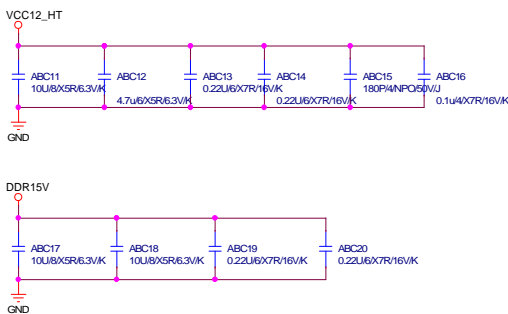 VCC12_HT
ABC11
10U/8/X5R/6.3V/K
ABC12
4.7u/6/X5R/6.3V/K
ABC13
0.22U/6/X7R/16V/K
ABC14
0.22U/6/X7R/16V/K
ABC15
180P/4/NPO/50V/J
ABC16
0.1u/4/X7R/16V/K
GND
DDR15V
ABC17
10U/8/X5R/6.3V/K
ABC18
10U/8/X5R/6.3V/K
ABC19
0.22U/6/X7R/16V/K
ABC20
0.22U/6/X7R/16V/K
GND